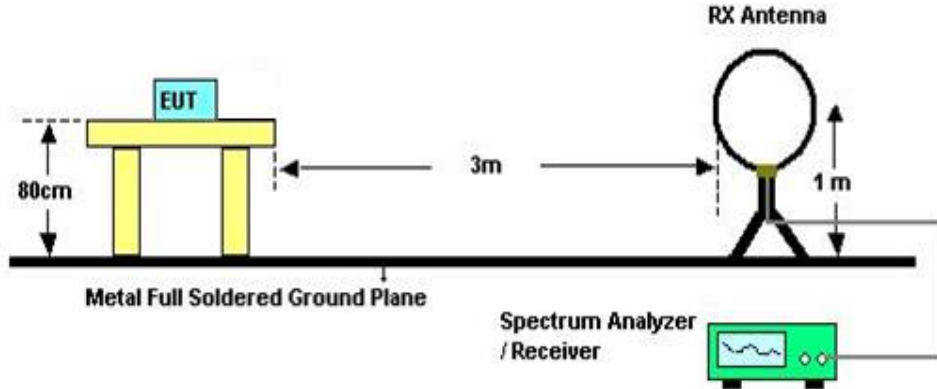 RX Antenna
EUT
80cm
3m
1 m
Metal Full Soldered Ground Plane
Spectrum Analyzer
/ Receiver